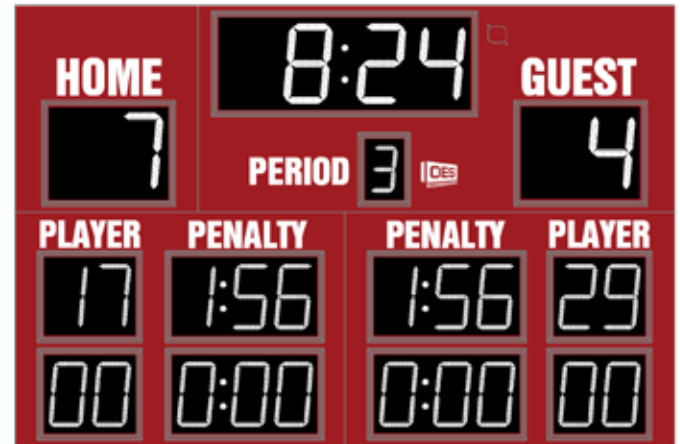 8:24
HOME
GUEST
7
4
PERIOD 3 IDES
PLAYER PENALTY PENALTY PLAYER
17 1:56 1:56 29
00 0:00 0:00 00